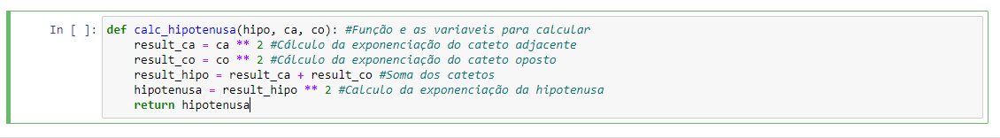 In [ ]: def calc_hipotenusa(hipo, ca, co): #Função e as variaveis para calcular
result_ca = ca ** 2 #Cálculo da exponenciação do cateto adjacente
result_co = co ** 2 #Cálculo da exponenciação do cateto oposto
result_hipo = result_ca + result_co #Soma dos catetos
hipotenusa = result_hipo ** 2 #Calculo da exponenciação da hipotenusa
return hipotenusa